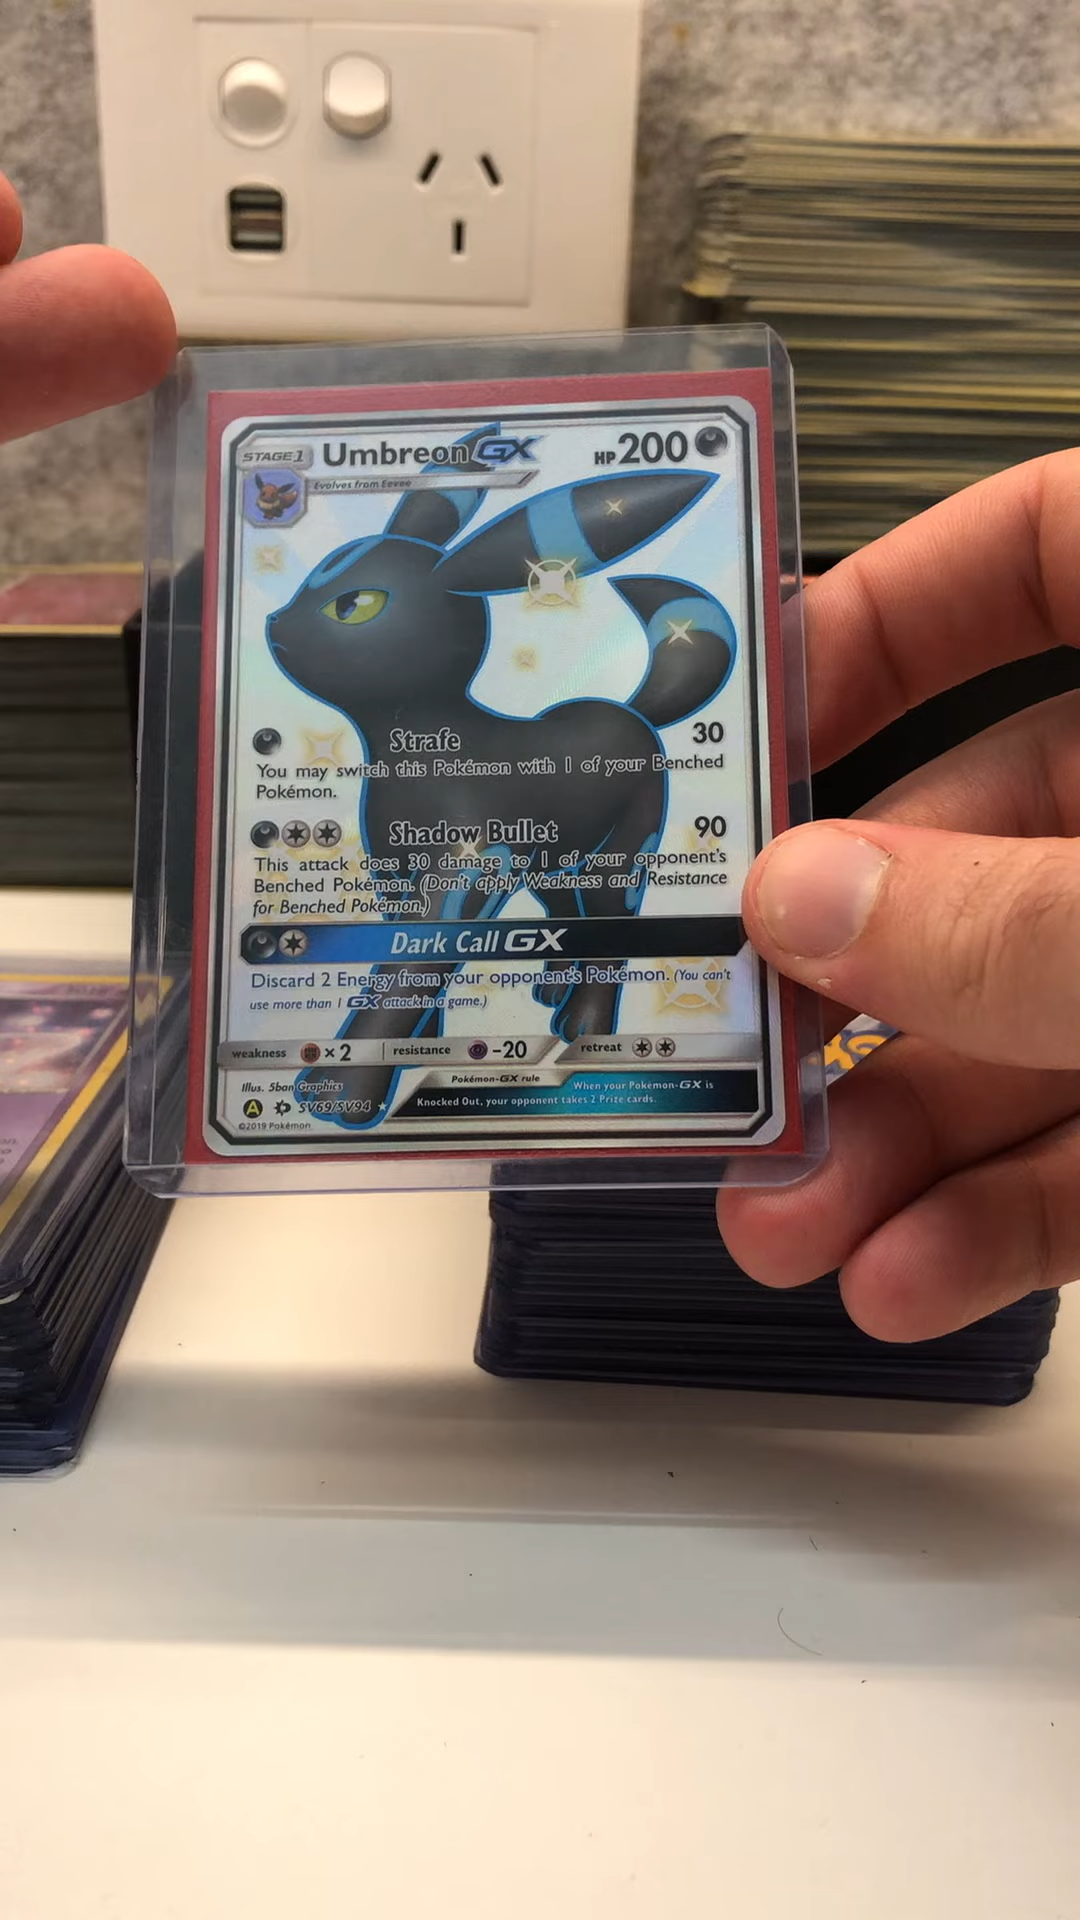 STAGE 1 Umbreon GX HP 200
Evolves from Eevee
Strafe 30
You may switch this Pokémon with 1 of your Benched
Pokémon.
Shadow Bullet 90
This attack does 30 damage to 1 of your opponent's
Benched Pokémon. (Don't apply Weakness and Resistance
for Benched Pokémon.)
Dark Call GX
Discard 2 Energy from your opponent's Pokémon. (You can't
use more than 1 GX attack in a game.)
weakness ×2 resistance -20 retreat
Illus. 5ban Graphics
Pokémon-GX rule
When your Pokémon-GX is
Knocked Out, your opponent takes 2 Prize cards.
A SV69/SV94
©2019 Pokémon